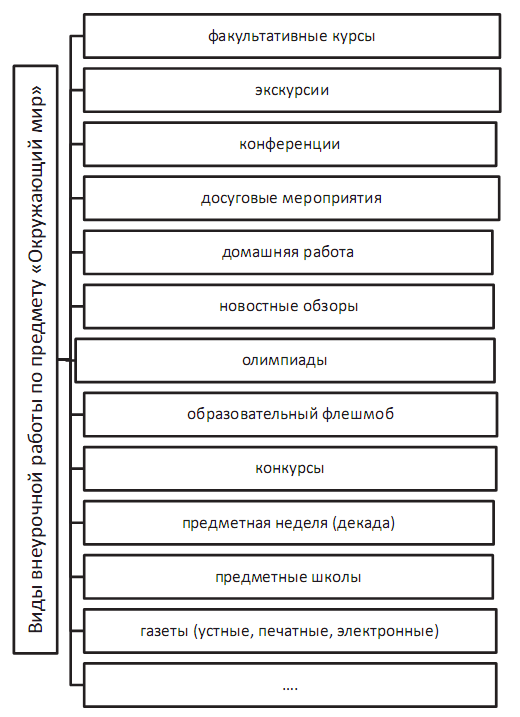 Виды внеурочной работы по предмету «Окружающий мир»
факультативные курсы
экскурсии
конференции
досуговые мероприятия
домашняя работа
новостные обзоры
олимпиады
образовательный флешмоб
конкурсы
предметная неделя (декада)
предметные школы
газеты (устные, печатные, электронные)
....